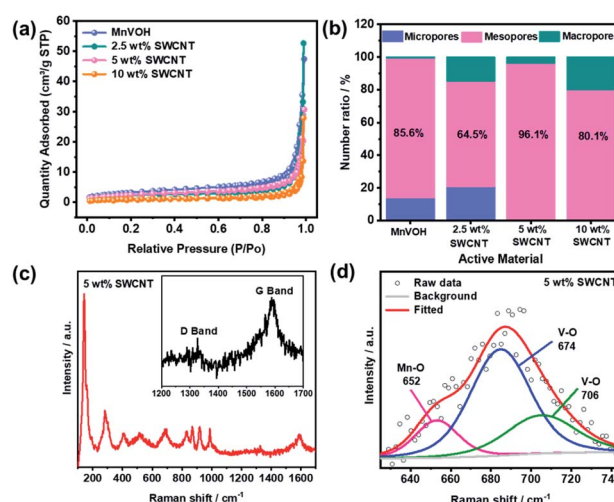 (a)
MnVOH
2.5 wt% SWCNT
5 wt% SWCNT
10 wt% SWCNT
Quantity Adsorbed (cm³/g STP)
60
50
40
30
20
10
0
0.0 0.2 0.4 0.6 0.8 1.0
Relative Pressure (P/Po)
(b)
Micropores Mesopores Macropore
Number ratio / %
120
100
80
60
40
20
0
85.6% 64.5% 96.1% 80.1%
MnVOH 2.5 wt% 5 wt% 10 wt%
SWCNT SWCNT SWCNT
Active Material
(c)
5 wt% SWCNT
G Band
D Band
1200 1300 1400 1500 1600 1700
Intensity / a.u.
200 400 600 800 1000 1200 1400 1600
Raman shift / cm⁻¹
(d)
Raw data
Background
Fitted
5 wt% SWCNT
V-O
674
Mn-O
652
V-O
706
Intensity / a.u.
640 660 680 700 720 74
Raman shift / cm⁻¹